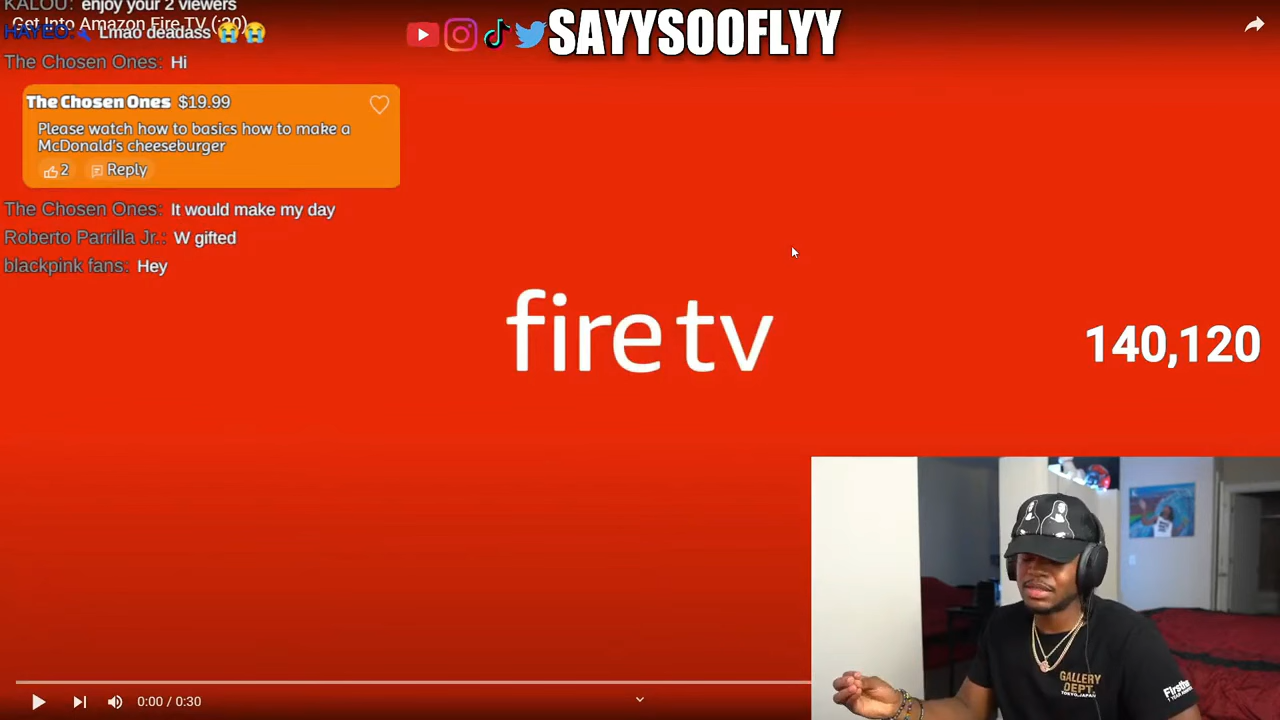 KALOU: enjoy your 2 viewers
Get Into Amazon Fire TV (:30)
HAYEO: Lmao deadass 😭😭
SAYYSOOFLYY
The Chosen Ones: Hi
The Chosen Ones $19.99
Please watch how to basics how to make a
McDonald's cheeseburger
2 Reply
The Chosen Ones: It would make my day
Roberto Parrilla Jr.: W gifted
blackpink fans: Hey
fire tv
140,120
GALLERY
DEPT.
TOKYO, JAPAN
0:00 / 0:30